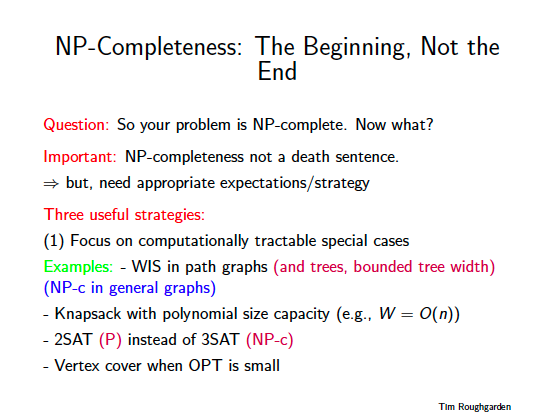 NP-Completeness: The Beginning, Not the
End
Question: So your problem is NP-complete. Now what?
Important: NP-completeness not a death sentence.
⇒ but, need appropriate expectations/strategy
Three useful strategies:
(1) Focus on computationally tractable special cases
Examples: - WIS in path graphs (and trees, bounded tree width)
(NP-c in general graphs)
- Knapsack with polynomial size capacity (e.g., W = O(n))
- 2SAT (P) instead of 3SAT (NP-c)
- Vertex cover when OPT is small
Tim Roughgarden